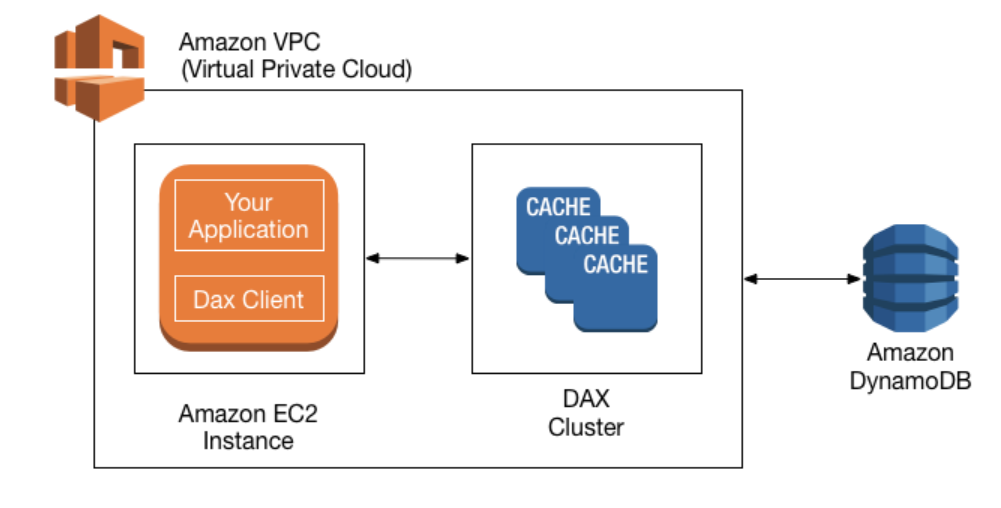 Amazon VPC
(Virtual Private Cloud)
Your
Application
Dax Client
CACHE
CACHE
CACHE
Amazon EC2
Instance
DAX
Cluster
Amazon
DynamoDB